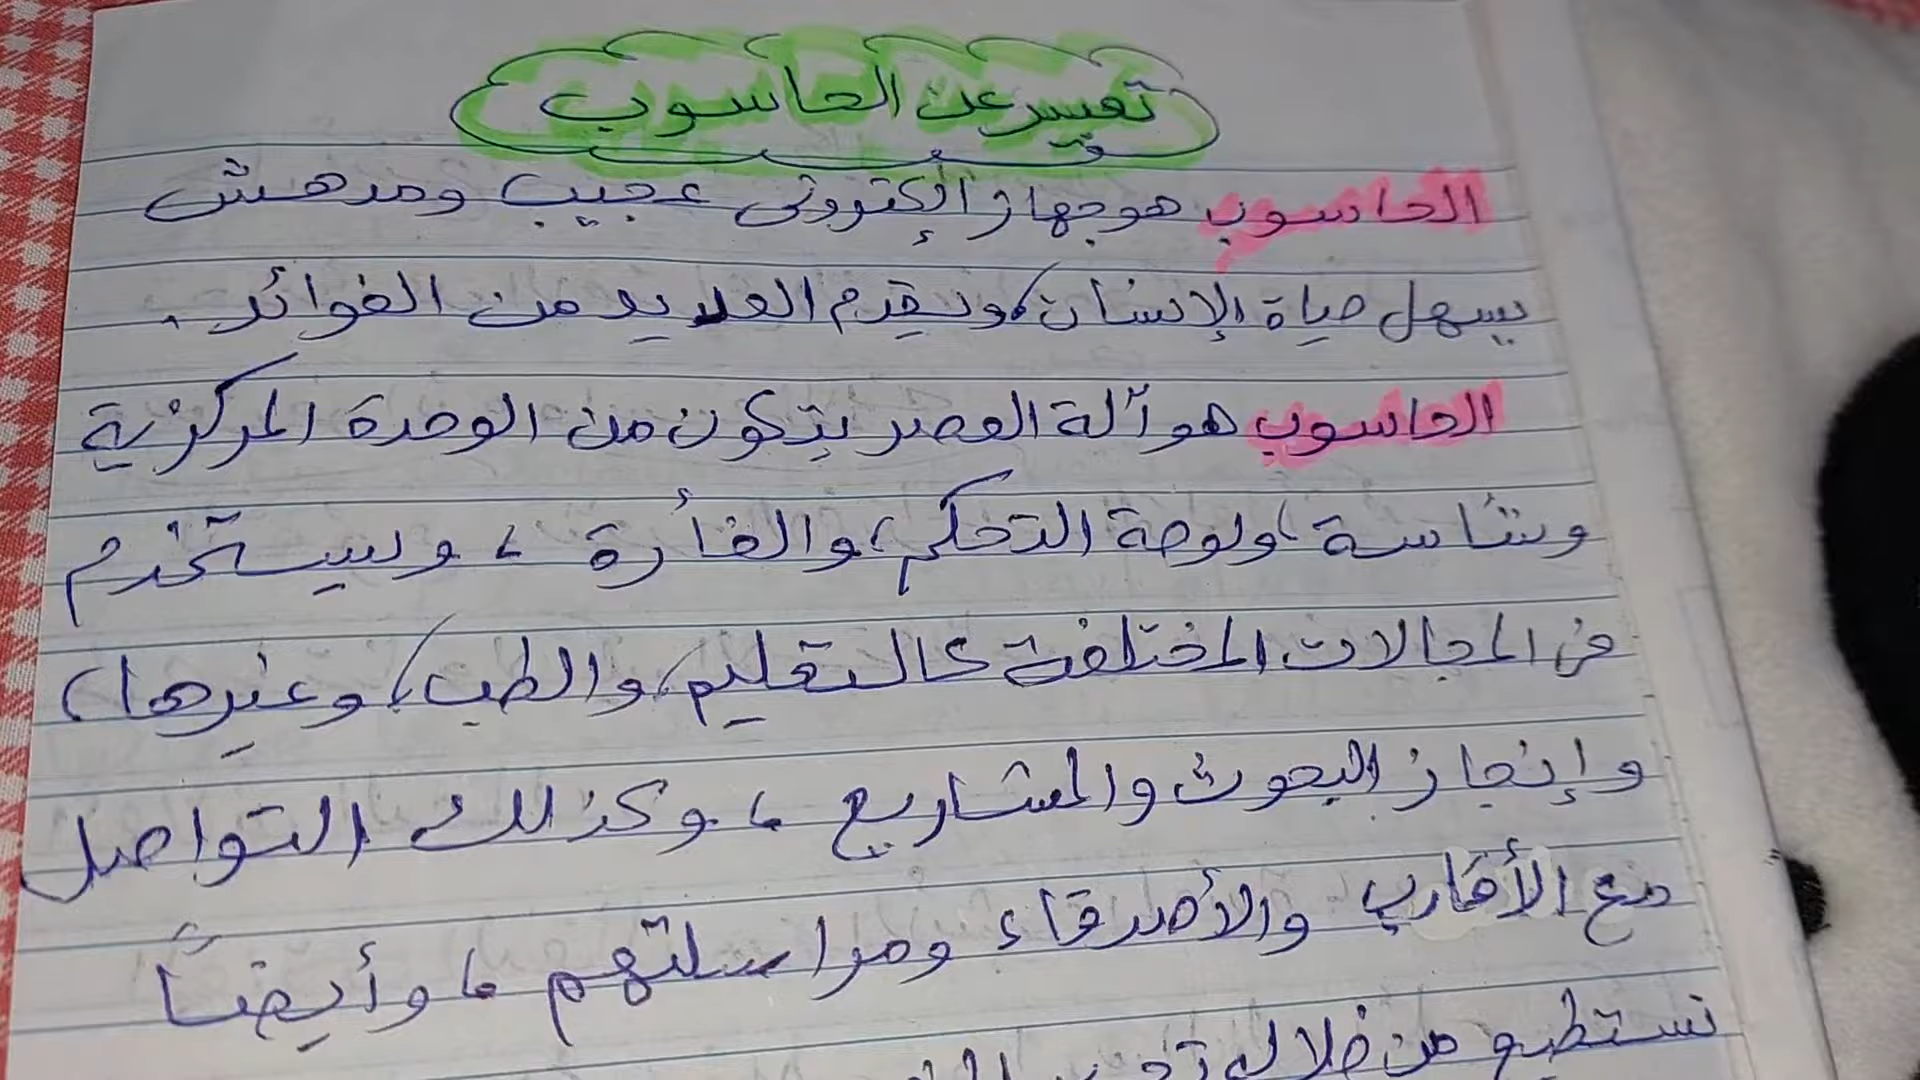 تعبير عن الحاسوب
الحاسوب هو جهاز إلكتروني عجيب ومدهش
يسهل حياة الإنسان، ويقدم العديد من الفوائد.
الحاسوب هو آلة العصر يتكون من الوحدة المركزية
وشاسة، ولوحة التحكم، والفأرة، ويستخدم
في المجالات المختلفة كالتعليم، والطب، وغيرها،
وإنجاز البحوث والمشاريع، وكذلك التواصل
مع الأقارب والأصدقاء ومراسلتهم، وأيضاً
نستطيع من خلاله